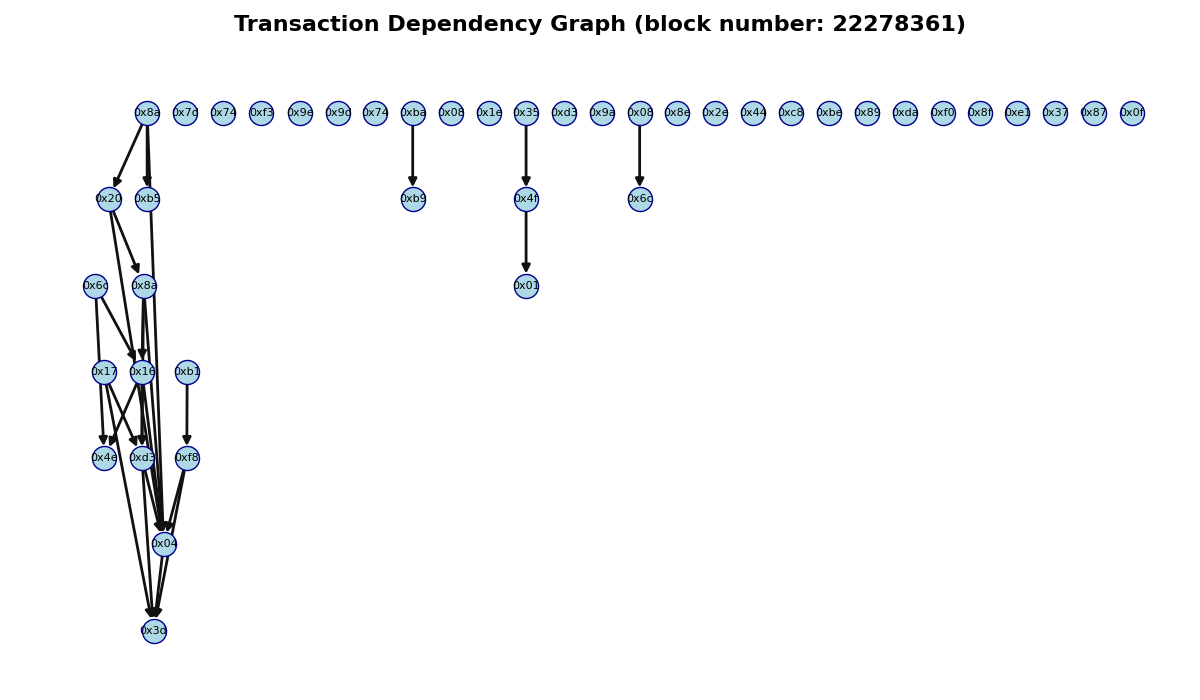 Transaction Dependency Graph (block number: 22278361)
0x8a 0x7d 0x74 0xf3 0x9e 0x9d 0x74 0xba 0x08 0x1e 0x35 0xd3 0x9a 0x08 0x8e 0x2e 0x44 0xc8 0xbe 0x89 0xda 0xf0 0x8f 0xe1 0x37 0x87 0x0f
0x20 0xb5 0xb9 0x4f 0x6c
0x6c 0x8a 0x01
0x17 0x16 0xb1
0x4e 0xd3 0xf8
0x04